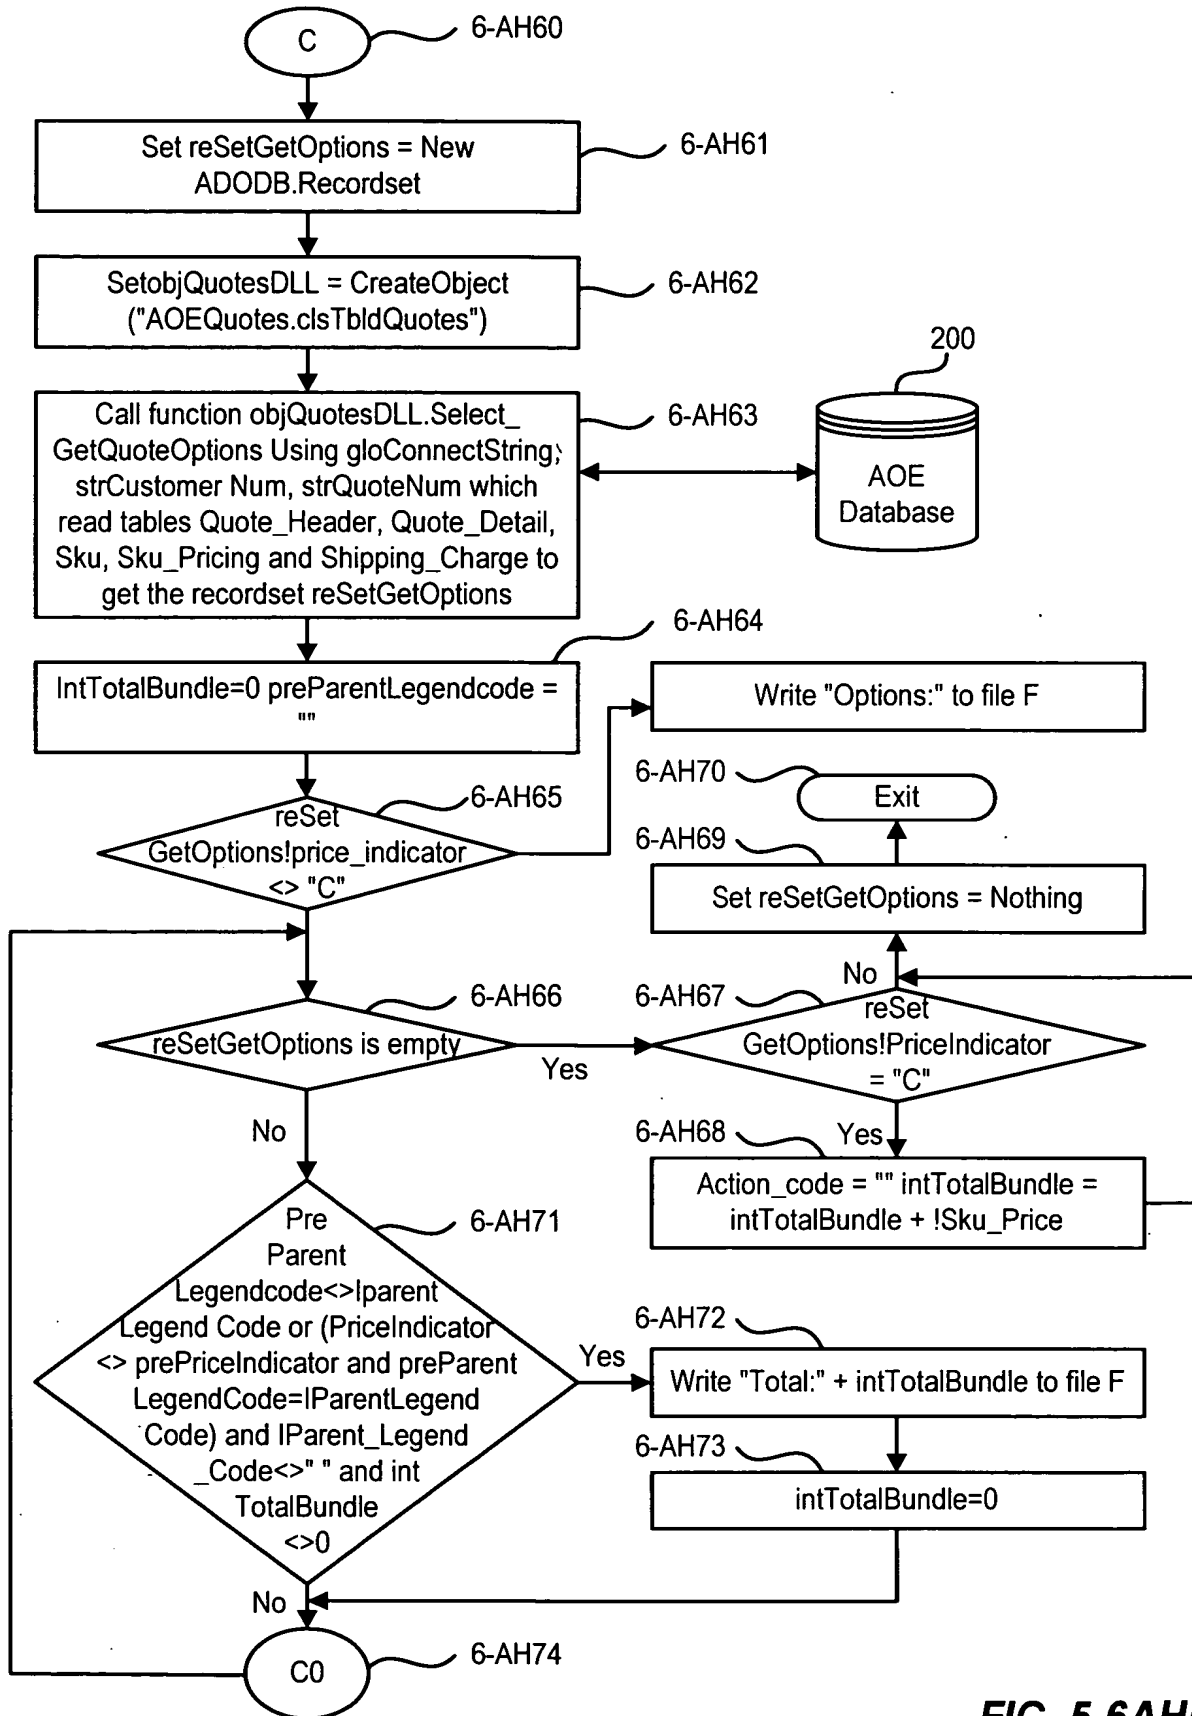 C
6-AH60
Set reSetGetOptions = New
ADODB.Recordset
6-AH61
SetobjQuotesDLL = CreateObject
("AOEQuotes.clsTbldQuotes")
6-AH62
Call function objQuotesDLL.Select_
GetQuoteOptions Using gloConnectString,
strCustomer Num, strQuoteNum which
read tables Quote_Header, Quote_Detail,
Sku, Sku_Pricing and Shipping_Charge to
get the recordset reSetGetOptions
6-AH63
200
AOE
Database
6-AH64
IntTotalBundle=0 preParentLegendcode =
""
Write "Options:" to file F
6-AH65
reSet
GetOptions!price_indicator
<> "C"
6-AH70
Exit
6-AH69
Set reSetGetOptions = Nothing
No
6-AH66
reSetGetOptions is empty
Yes
6-AH67
reSet
GetOptions!PriceIndicator
= "C"
No
Yes
6-AH68
Action_code = "" intTotalBundle =
intTotalBundle + !Sku_Price
6-AH71
Pre
Parent
Legendcode<>Iparent
Legend Code or (PriceIndicator
<> prePriceIndicator and preParent
LegendCode=IParentLegend
Code) and IParent_Legend
_Code<>" " and int
TotalBundle
<>0
Yes
6-AH72
Write "Total:" + intTotalBundle to file F
6-AH73
intTotalBundle=0
No
C0
6-AH74